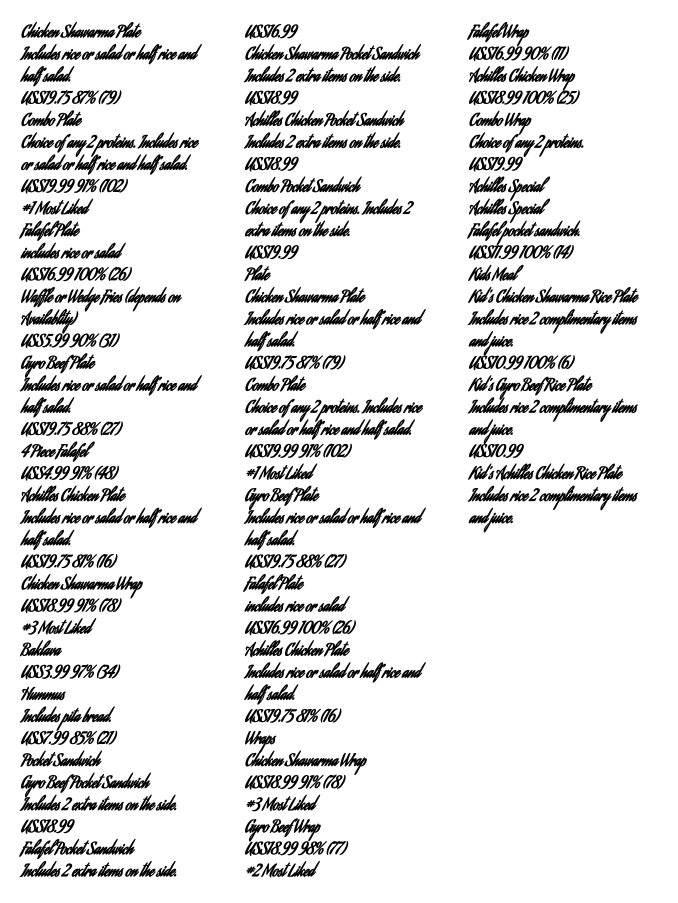 Chicken Shawarma Plate
Includes rice or salad or half rice and
half salad.
US$19.75 87% (79)
Combo Plate
Choice of any 2 proteins. Includes rice
or salad or half rice and half salad.
US$19.99 91% (102)
#1 Most Liked
Falafel Plate
includes rice or salad
US$16.99 100% (26)
Waffle or Wedge Fries (depends on
Availablity)
US$5.99 90% (31)
Gyro Beef Plate
Includes rice or salad or half rice and
half salad.
US$19.75 88% (27)
4 Piece Falafel
US$4.99 91% (48)
Achilles Chicken Plate
Includes rice or salad or half rice and
half salad.
US$19.75 81% (16)
Chicken Shawarma Wrap
US$18.99 91% (78)
#3 Most Liked
Baklava
US$3.99 97% (34)
Hummus
Includes pita bread.
US$7.99 85% (21)
Pocket Sandwich
Gyro Beef Pocket Sandwich
Includes 2 extra items on the side.
US$18.99
Falafel Pocket Sandwich
Includes 2 extra items on the side.
US$16.99
Chicken Shawarma Pocket Sandwich
Includes 2 extra items on the side.
US$18.99
Achilles Chicken Pocket Sandwich
Includes 2 extra items on the side.
US$18.99
Combo Pocket Sandwich
Choice of any 2 proteins. Includes 2
extra items on the side.
US$19.99
Plate
Chicken Shawarma Plate
Includes rice or salad or half rice and
half salad.
US$19.75 87% (79)
Combo Plate
Choice of any 2 proteins. Includes rice
or salad or half rice and half salad.
US$19.99 91% (102)
#1 Most Liked
Gyro Beef Plate
Includes rice or salad or half rice and
half salad.
US$19.75 88% (27)
Falafel Plate
includes rice or salad
US$16.99 100% (26)
Achilles Chicken Plate
Includes rice or salad or half rice and
half salad.
US$19.75 81% (16)
Wraps
Chicken Shawarma Wrap
US$18.99 91% (78)
#3 Most Liked
Gyro Beef Wrap
US$18.99 98% (77)
#2 Most Liked
Falafel Wrap
US$16.99 90% (11)
Achilles Chicken Wrap
US$18.99 100% (25)
Combo Wrap
Choice of any 2 proteins.
US$19.99
Achilles Special
Achilles Special
Falafel pocket sandwich.
US$11.99 100% (14)
Kids Meal
Kid's Chicken Shawarma Rice Plate
Includes rice 2 complimentary items
and juice.
US$10.99 100% (6)
Kid's Gyro Beef Rice Plate
Includes rice 2 complimentary items
and juice.
US$10.99
Kid's Achilles Chicken Rice Plate
Includes rice 2 complimentary items
and juice.